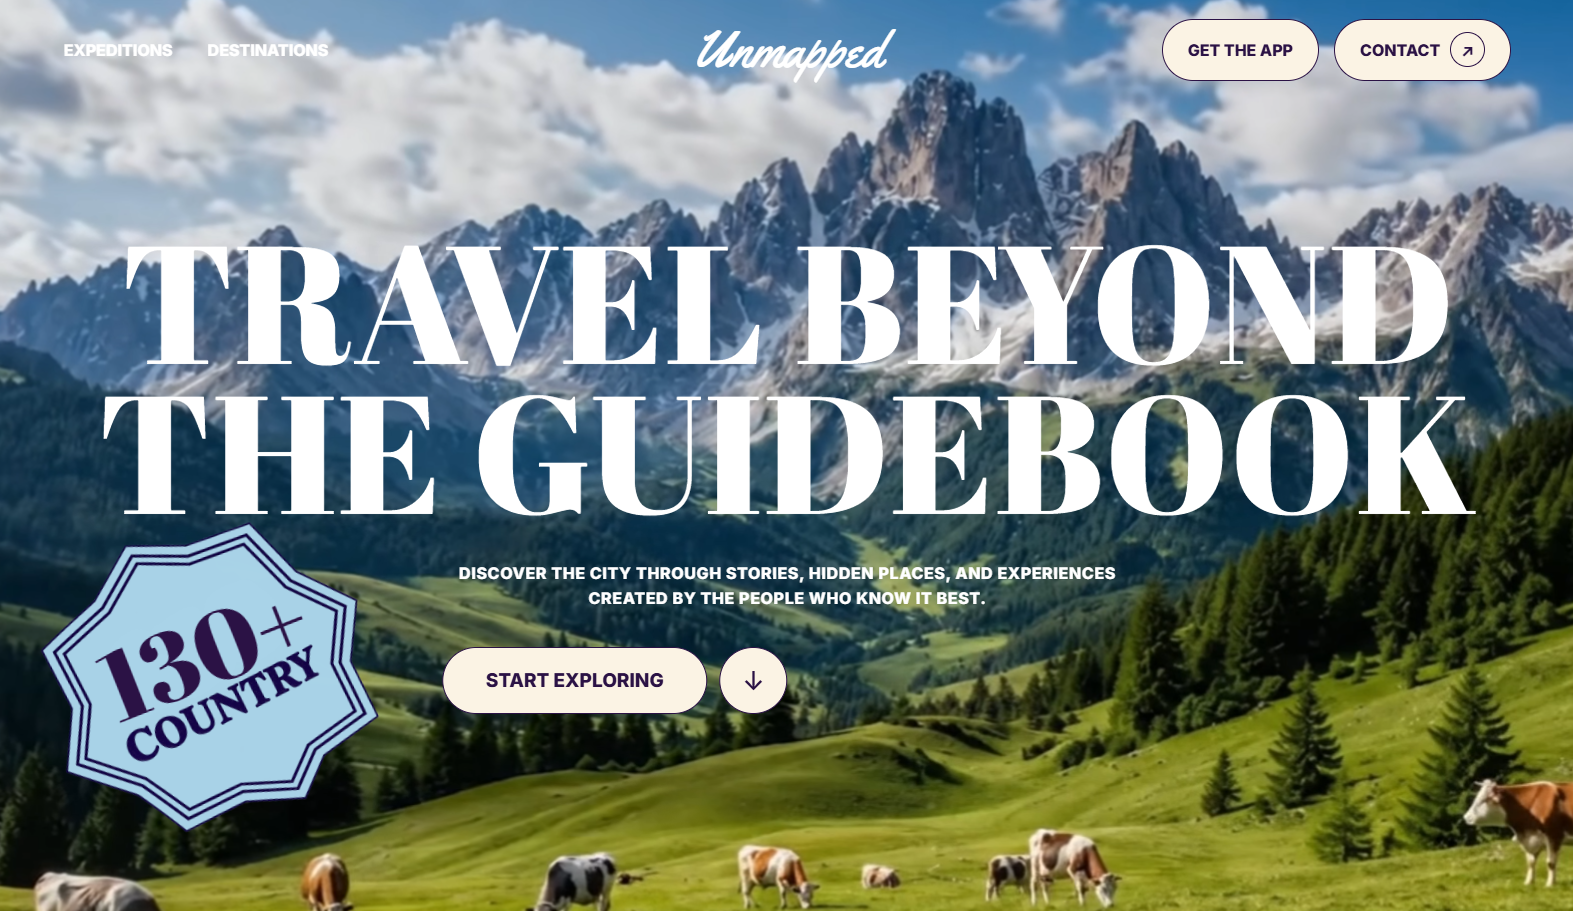 EXPEDITIONS DESTINATIONS Unmapped GET THE APP CONTACT
TRAVEL BEYOND
THE GUIDEBOOK
DISCOVER THE CITY THROUGH STORIES, HIDDEN PLACES, AND EXPERIENCES
CREATED BY THE PEOPLE WHO KNOW IT BEST.
130+
COUNTRY
START EXPLORING